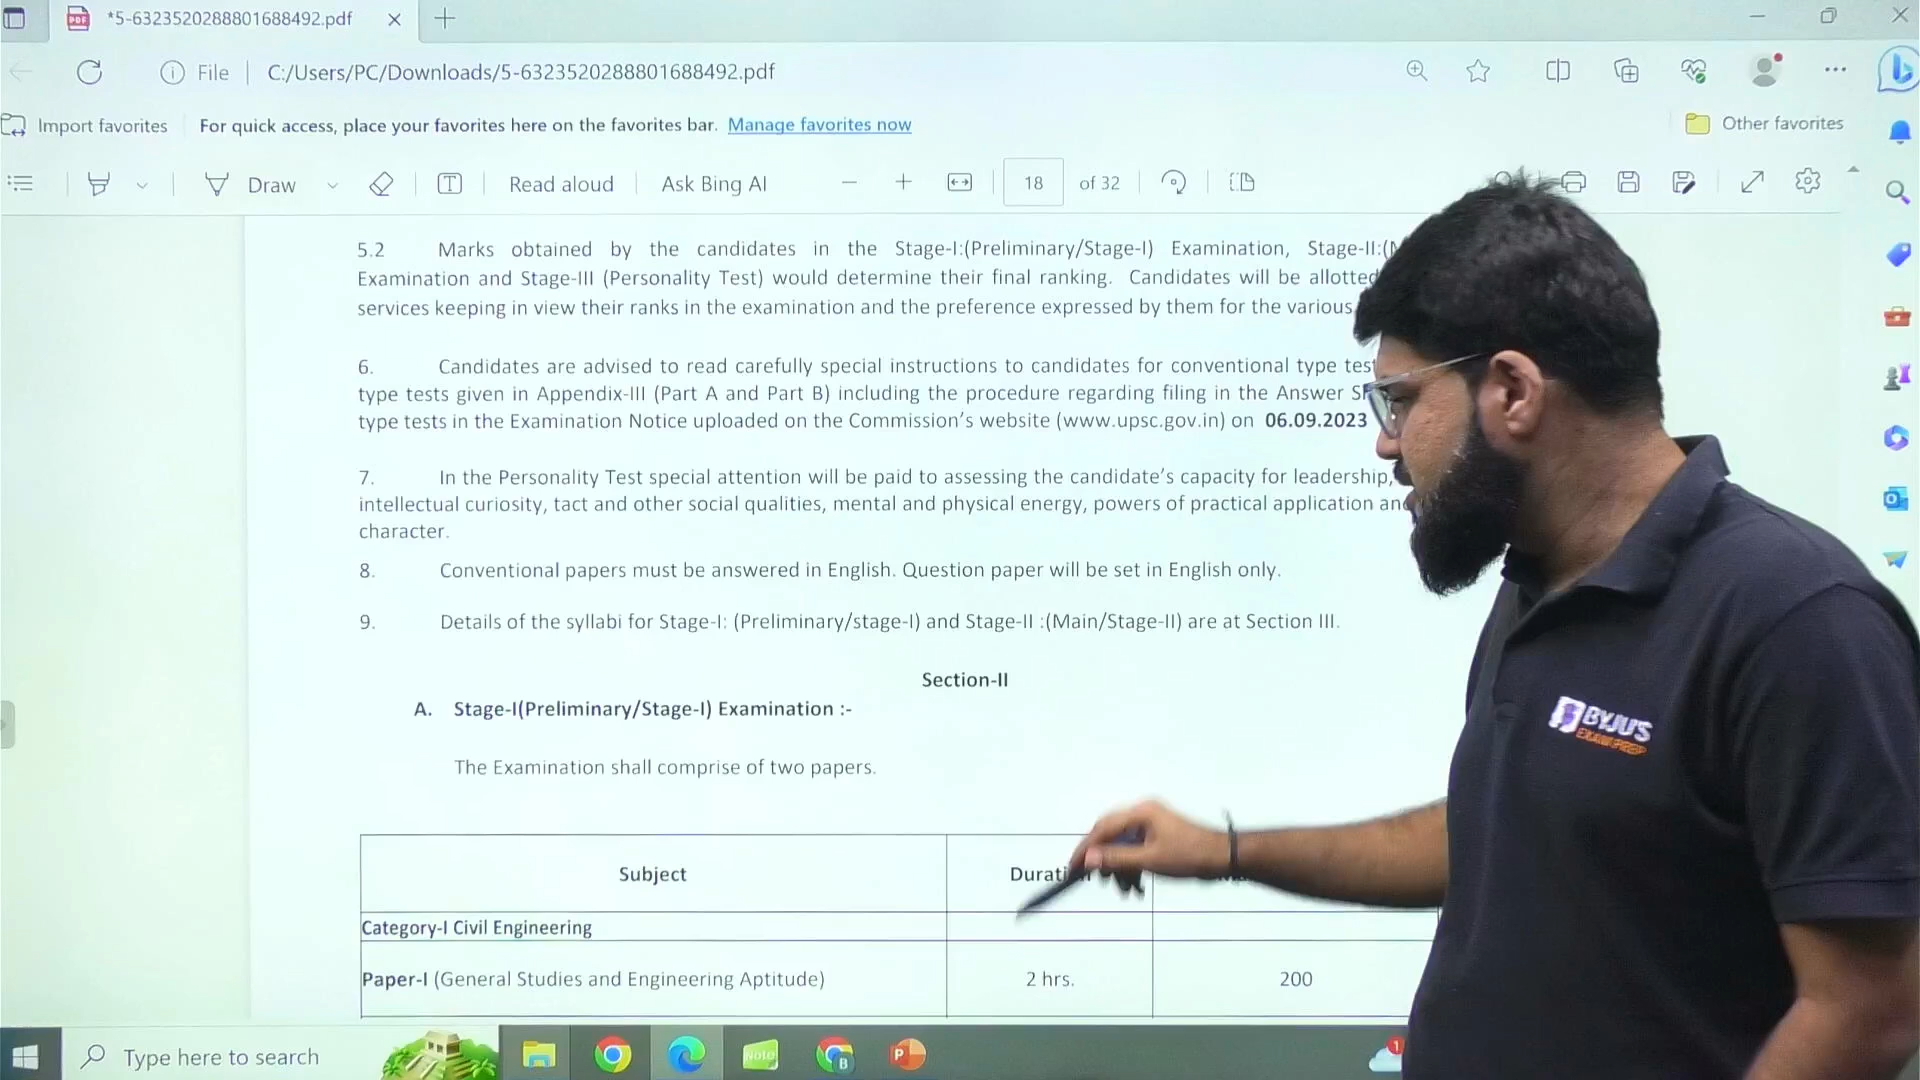 *5-6323520288801688492.pdf
File
C:/Users/PC/Downloads/5-6323520288801688492.pdf
Import favorites
For quick access, place your favorites here on the favorites bar. Manage favorites now
Other favorites
Draw
Read aloud
Ask Bing AI
18 of 32
5.2 Marks obtained by the candidates in the Stage-I:(Preliminary/Stage-I) Examination, Stage-II:(
Examination and Stage-III (Personality Test) would determine their final ranking. Candidates will be allotted
services keeping in view their ranks in the examination and the preference expressed by them for the various
6. Candidates are advised to read carefully special instructions to candidates for conventional type
type tests given in Appendix-III (Part A and Part B) including the procedure regarding filing in the Answer
type tests in the Examination Notice uploaded on the Commission's website (www.upsc.gov.in) on 06.09.2023
7. In the Personality Test special attention will be paid to assessing the candidate's capacity for leadership,
intellectual curiosity, tact and other social qualities, mental and physical energy, powers of practical application
character.
8. Conventional papers must be answered in English. Question paper will be set in English only.
9. Details of the syllabi for Stage-I: (Preliminary/stage-I) and Stage-II :(Main/Stage-II) are at Section III.
Section-II
A. Stage-I(Preliminary/Stage-I) Examination :-
The Examination shall comprise of two papers.
Subject
Category-I Civil Engineering
Paper-I (General Studies and Engineering Aptitude) 2 hrs. 200
BYJU'S
EXAM PREP
Type here to search
Note
B
P
1